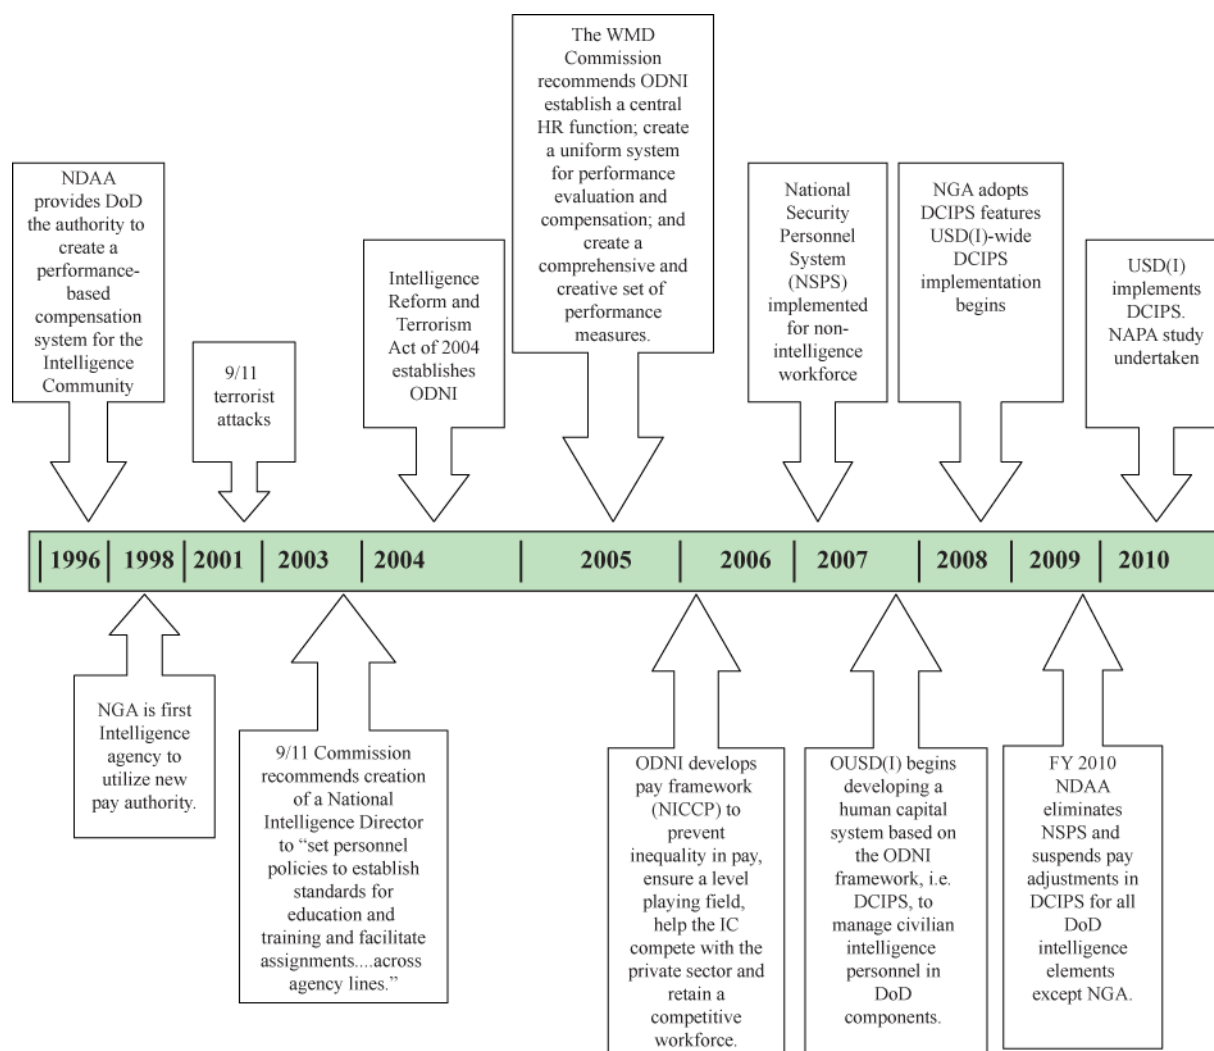 NDAA
provides DoD
the authority to
create a
performance-
based
compensation
system for the
Intelligence
Community
9/11
terrorist
attacks
Intelligence
Reform and
Terrorism
Act of 2004
establishes
ODNI
The WMD
Commission
recommends ODNI
establish a central
HR function; create
a uniform system
for performance
evaluation and
compensation; and
create a
comprehensive and
creative set of
performance
measures.
National
Security
Personnel
System
(NSPS)
implemented
for non-
intelligence
workforce
NGA adopts
DCIPS features
USD(I)-wide
DCIPS
implementation
begins
USD(I)
implements
DCIPS.
NAPA study
undertaken
1996 1998 2001 2003 2004 2005 2006 2007 2008 2009 2010
NGA is first
Intelligence
agency to
utilize new
pay authority.
9/11 Commission
recommends creation
of a National
Intelligence Director
to “set personnel
policies to establish
standards for
education and
training and facilitate
assignments....across
agency lines.”
ODNI develops
pay framework
(NICCP) to
prevent
inequality in pay,
ensure a level
playing field,
help the IC
compete with the
private sector and
retain a
competitive
workforce.
OUSD(I) begins
developing a
human capital
system based on
the ODNI
framework, i.e.
DCIPS, to
manage civilian
intelligence
personnel in
DoD
components.
FY 2010
NDAA
eliminates
NSPS and
suspends pay
adjustments in
DCIPS for all
DoD
intelligence
elements
except NGA.